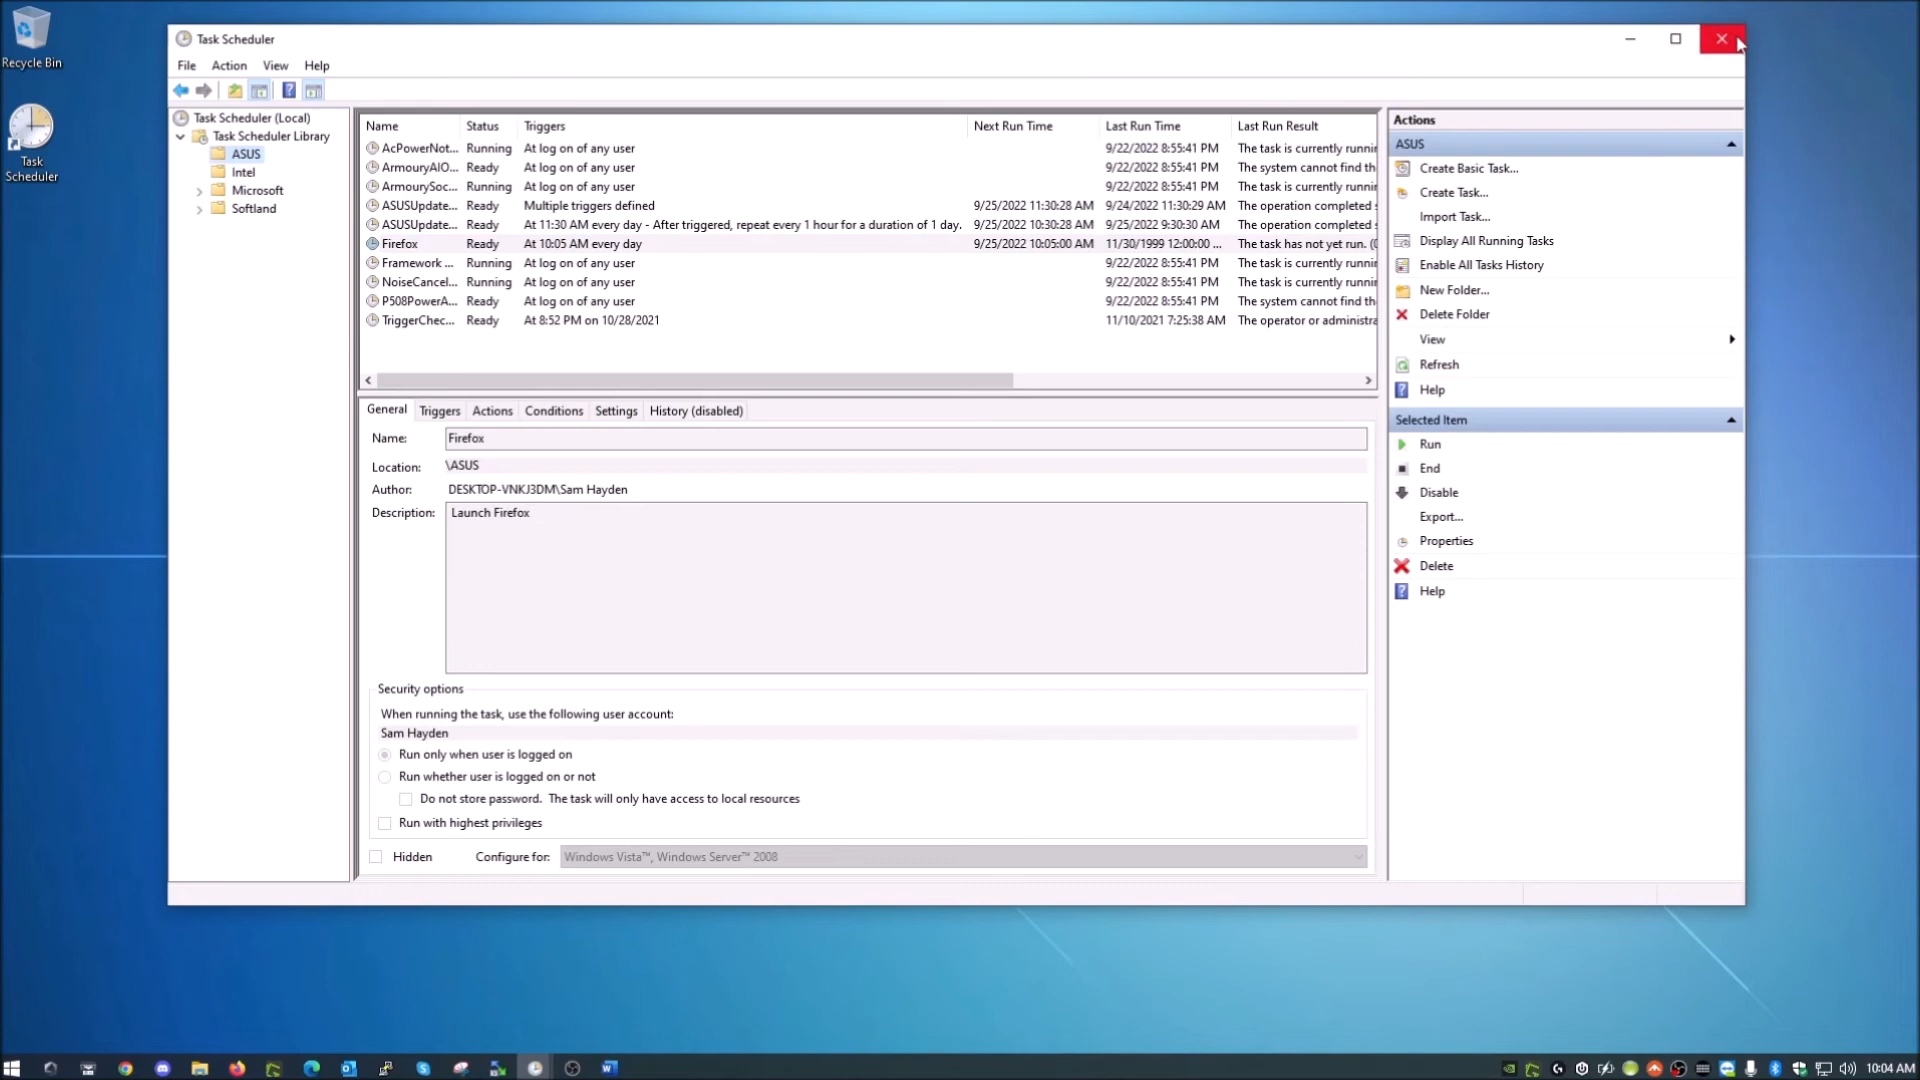 Recycle Bin
Task Scheduler
Task Scheduler
File Action View Help
Task Scheduler (Local)
Task Scheduler Library
ASUS
Intel
Microsoft
Softland
Name Status Triggers Next Run Time Last Run Time Last Run Result
AcPowerNot... Running At log on of any user 9/22/2022 8:55:41 PM The task is currently runnin
ArmouryAIO... Ready At log on of any user 9/22/2022 8:55:41 PM The system cannot find th
ArmourySoc... Running At log on of any user 9/22/2022 8:55:41 PM The task is currently runnin
ASUSUpdate... Ready Multiple triggers defined 9/25/2022 11:30:28 AM 9/24/2022 11:30:29 AM The operation completed s
ASUSUpdate... Ready At 11:30 AM every day - After triggered, repeat every 1 hour for a duration of 1 day. 9/25/2022 10:30:28 AM 9/25/2022 9:30:30 AM The operation completed s
Firefox Ready At 10:05 AM every day 9/25/2022 10:05:00 AM 11/30/1999 12:00:00 ... The task has not yet run. (0
Framework ... Running At log on of any user 9/22/2022 8:55:41 PM The task is currently runnin
NoiseCancel... Running At log on of any user 9/22/2022 8:55:41 PM The task is currently runnin
P508PowerA... Ready At log on of any user 9/22/2022 8:55:41 PM The system cannot find th
TriggerChec... Ready At 8:52 PM on 10/28/2021 11/10/2021 7:25:38 AM The operator or administra
General Triggers Actions Conditions Settings History (disabled)
Name: Firefox
Location: \ASUS
Author: DESKTOP-VNKJ3DM\Sam Hayden
Description: Launch Firefox
Security options
When running the task, use the following user account:
Sam Hayden
Run only when user is logged on
Run whether user is logged on or not
Do not store password. The task will only have access to local resources
Run with highest privileges
Hidden Configure for: Windows Vista™, Windows Server™ 2008
Actions
ASUS
Create Basic Task...
Create Task...
Import Task...
Display All Running Tasks
Enable All Tasks History
New Folder...
Delete Folder
View
Refresh
Help
Selected Item
Run
End
Disable
Export...
Properties
Delete
Help
10:04 AM